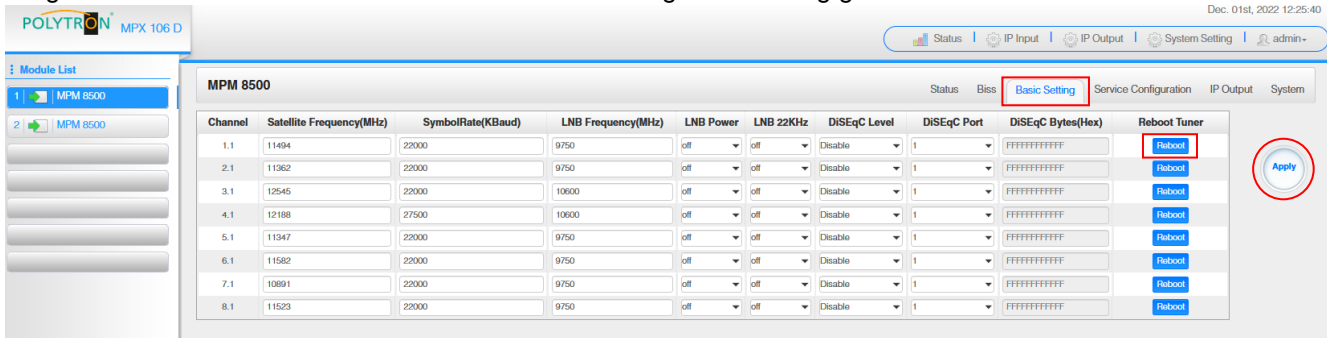 Dec. 01st, 2022 12:25:40
POLYTRON MPX 106 D
Status | IP Input | IP Output | System Setting | admin
Module List
1 MPM 8500
2 MPM 8500
MPM 8500
Status Biss Basic Setting Service Configuration IP Output System
Channel Satellite Frequency(MHz) SymbolRate(KBaud) LNB Frequency(MHz) LNB Power LNB 22KHz DiSEqC Level DiSEqC Port DiSEqC Bytes(Hex) Reboot Tuner
1.1 11494 22000 9750 off off Disable 1 FFFFFFFFFFFF Reboot
2.1 11362 22000 9750 off off Disable 1 FFFFFFFFFFFF Reboot
3.1 12545 22000 10600 off off Disable 1 FFFFFFFFFFFF Reboot
4.1 12188 27500 10600 off off Disable 1 FFFFFFFFFFFF Reboot
5.1 11347 22000 9750 off off Disable 1 FFFFFFFFFFFF Reboot
6.1 11582 22000 9750 off off Disable 1 FFFFFFFFFFFF Reboot
7.1 10891 22000 9750 off off Disable 1 FFFFFFFFFFFF Reboot
8.1 11523 22000 9750 off off Disable 1 FFFFFFFFFFFF Reboot
Apply